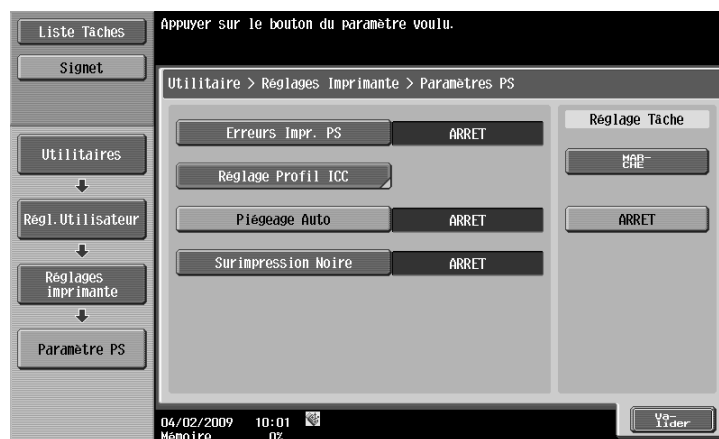 Liste Tâches
Signet
Appuyer sur le bouton du paramètre voulu.
Utilitaire > Réglages Imprimante > Paramètres PS
Utilitaires
Régl.Utilisateur
Réglages
imprimante
Paramètre PS
Erreurs Impr. PS ARRET
Réglage Profil ICC
Piégeage Auto ARRET
Surimpression Noire ARRET
Réglage Tâche
MAR-
CHE
ARRET
04/02/2009 10:01
Mémoire 0%
Va-
lider